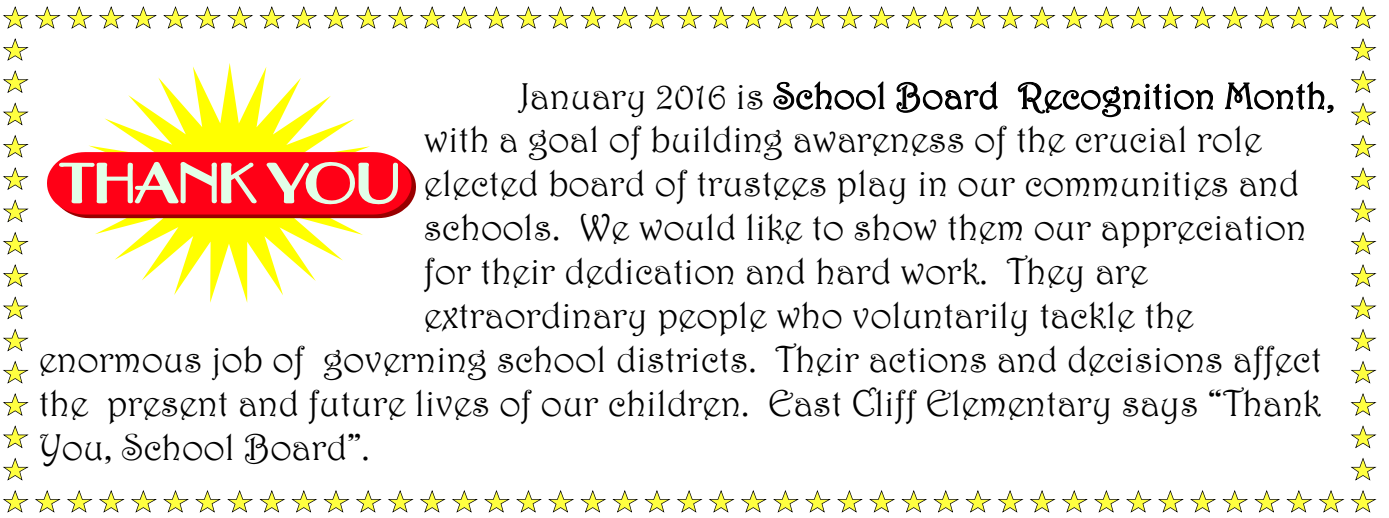 THANK YOU
January 2016 is School Board  Recognition Month,
with a goal of building awareness of the crucial role
elected board of trustees play in our communities and
schools.  We would like to show them our appreciation
for their dedication and hard work.  They are
extraordinary people who voluntarily tackle the
enormous job of  governing school districts.  Their actions and decisions affect
the  present and future lives of our children.  East Cliff Elementary says “Thank
You, School Board”.